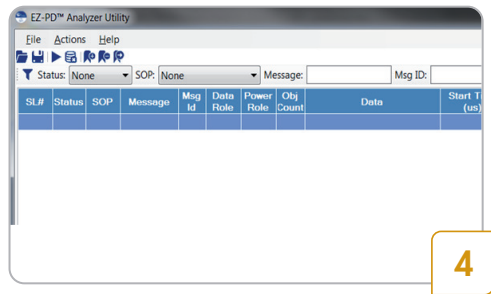 EZ-PD™ Analyzer Utility
File Actions Help
Status: None SOP: None Message: Msg ID:
SL# Status SOP Message Msg Id Data Role Power Role Obj Count Data Start T (us)
4